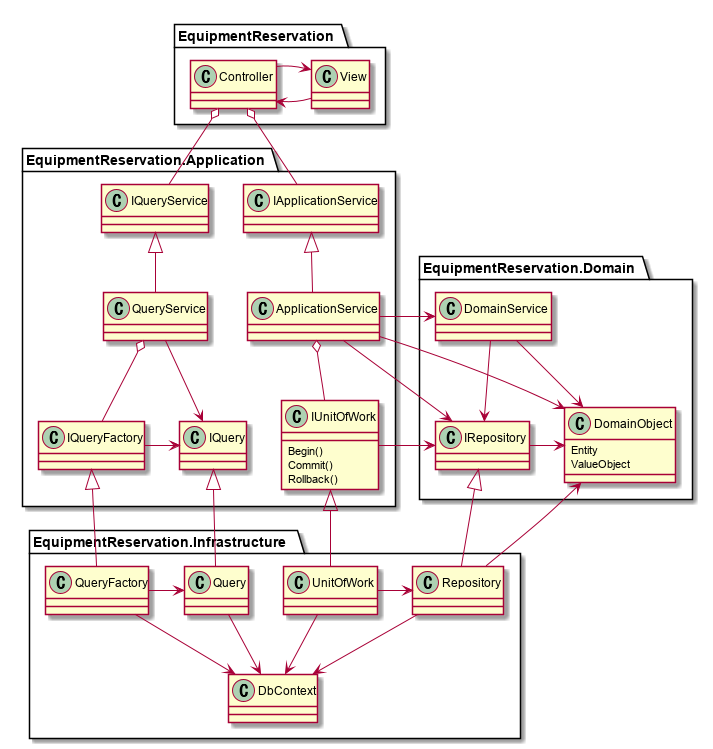 EquipmentReservation
C Controller
C View
EquipmentReservation.Application
C IQueryService
C IApplicationService
EquipmentReservation.Domain
C QueryService
C ApplicationService
C DomainService
C IQueryFactory
C IQuery
C IUnitOfWork
Begin()
Commit()
Rollback()
C IRepository
C DomainObject
Entity
ValueObject
EquipmentReservation.Infrastructure
C QueryFactory
C Query
C UnitOfWork
C Repository
C DbContext